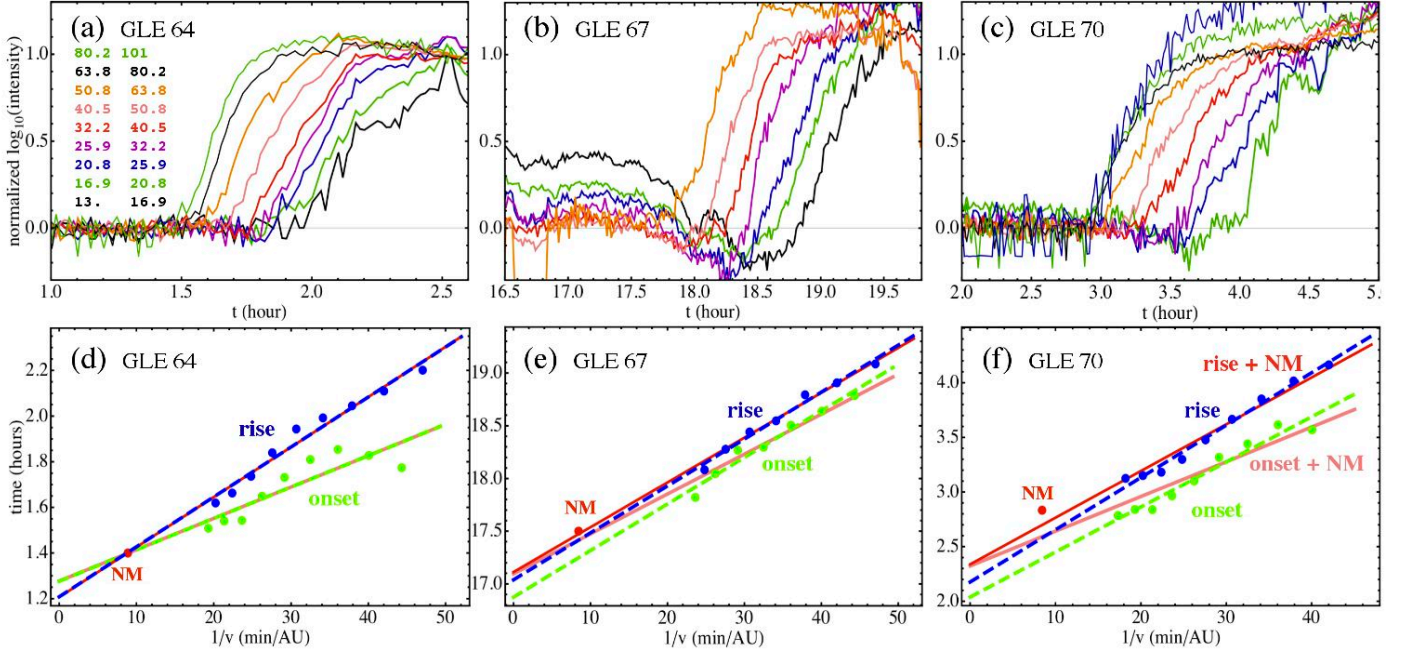 (a) GLE 64
80.2 101
63.8 80.2
50.8 63.8
40.5 50.8
32.2 40.5
25.9 32.2
20.8 25.9
16.9 20.8
13. 16.9
normalized log10(intensity)
1.0
0.5
0.0
1.0 1.5 2.0 2.5
t (hour)
(b) GLE 67
1.0
0.5
0.0
16.5 17.0 17.5 18.0 18.5 19.0 19.5
t (hour)
(c) GLE 70
1.0
0.5
0.0
2.0 2.5 3.0 3.5 4.0 4.5 5.0
t (hour)
(d) GLE 64
rise
onset
NM
time (hours)
2.2
2.0
1.8
1.6
1.4
1.2
0 10 20 30 40 50
1/v (min/AU)
(e) GLE 67
rise
onset
NM
19.0
18.5
18.0
17.5
17.0
0 10 20 30 40 50
1/v (min/AU)
(f) GLE 70
rise + NM
rise
onset + NM
NM
onset
4.0
3.5
3.0
2.5
2.0
0 10 20 30 40
1/v (min/AU)